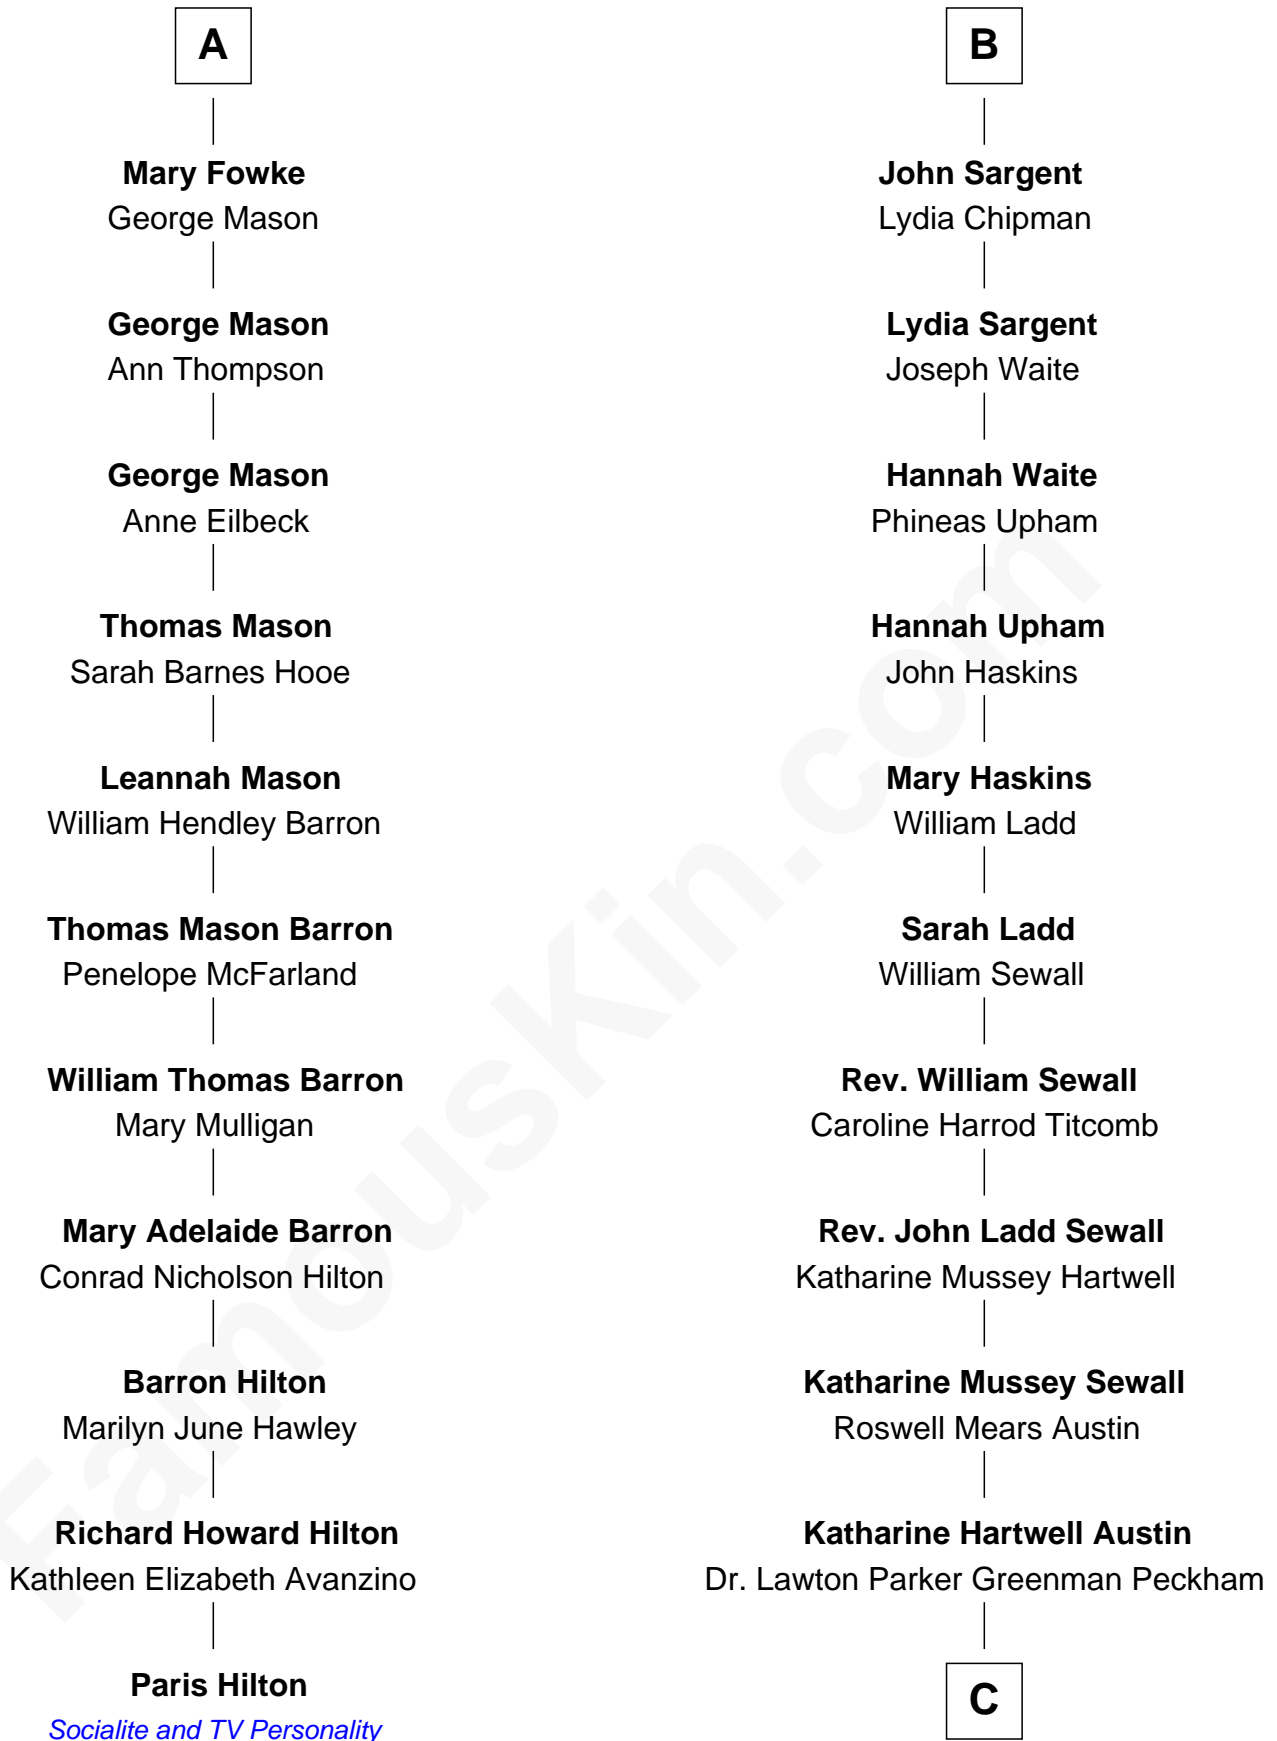 A
Mary Fowke
George Mason
George Mason
Ann Thompson
George Mason
Anne Eilbeck
Thomas Mason
Sarah Barnes Hooe
Leannah Mason
William Hendley Barron
Thomas Mason Barron
Penelope McFarland
William Thomas Barron
Mary Mulligan
Mary Adelaide Barron
Conrad Nicholson Hilton
Barron Hilton
Marilyn June Hawley
Richard Howard Hilton
Kathleen Elizabeth Avanzino
Paris Hilton
Socialite and TV Personality
B
John Sargent
Lydia Chipman
Lydia Sargent
Joseph Waite
Hannah Waite
Phineas Upham
Hannah Upham
John Haskins
Mary Haskins
William Ladd
Sarah Ladd
William Sewall
Rev. William Sewall
Caroline Harrod Titcomb
Rev. John Ladd Sewall
Katharine Mussey Hartwell
Katharine Mussey Sewall
Roswell Mears Austin
Katharine Hartwell Austin
Dr. Lawton Parker Greenman Peckham
C
FamousKin.com